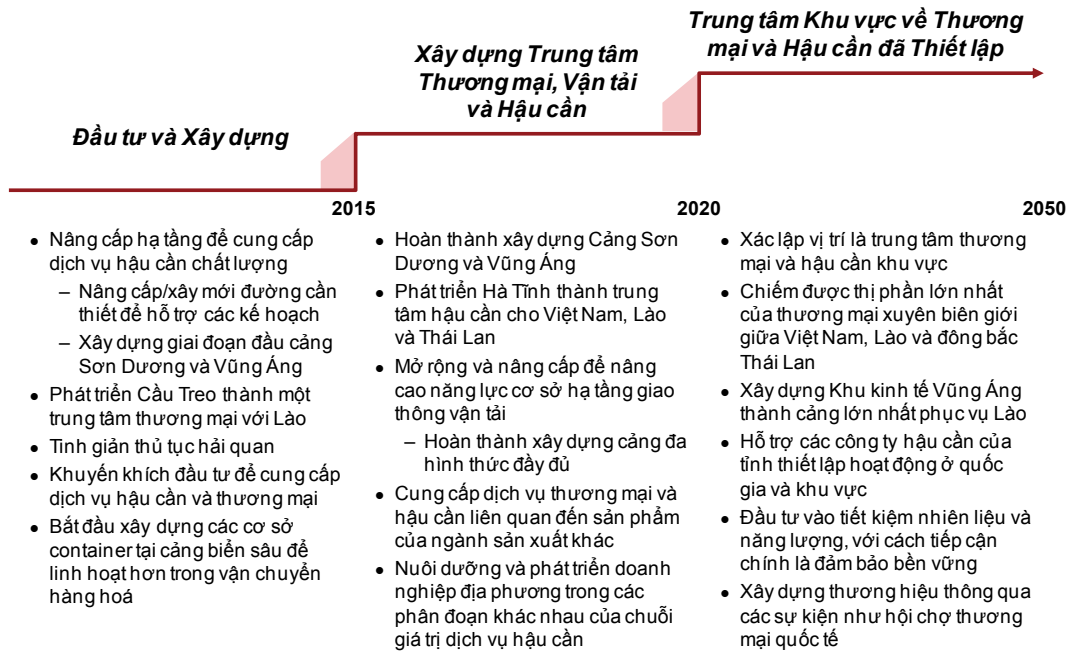 Đầu tư và Xây dựng
Xây dựng Trung tâm
Thương mại, Vận tải
và Hậu cần
Trung tâm Khu vực về Thương
mại và Hậu cần đã Thiết lập
2015
2020
2050
• Nâng cấp hạ tầng để cung cấp
dịch vụ hậu cần chất lượng
– Nâng cấp/xây mới đường cần
thiết để hỗ trợ các kế hoạch
– Xây dựng giai đoạn đầu cảng
Sơn Dương và Vũng Áng
• Phát triển Cầu Treo thành một
trung tâm thương mại với Lào
• Tinh giản thủ tục hải quan
• Khuyến khích đầu tư để cung cấp
dịch vụ hậu cần và thương mại
• Bắt đầu xây dựng các cơ sở
container tại cảng biển sâu để
linh hoạt hơn trong vận chuyển
hàng hoá
• Hoàn thành xây dựng Cảng Sơn
Dương và Vũng Áng
• Phát triển Hà Tĩnh thành trung
tâm hậu cần cho Việt Nam, Lào
và Thái Lan
• Mở rộng và nâng cấp để nâng
cao năng lực cơ sở hạ tầng giao
thông vận tải
– Hoàn thành xây dựng cảng đa
hình thức đầy đủ
• Cung cấp dịch vụ thương mại và
hậu cần liên quan đến sản phẩm
của ngành sản xuất khác
• Nuôi dưỡng và phát triển doanh
nghiệp địa phương trong các
phân đoạn khác nhau của chuỗi
giá trị dịch vụ hậu cần
• Xác lập vị trí là trung tâm thương
mại và hậu cần khu vực
• Chiếm được thị phần lớn nhất
của thương mại xuyên biên giới
giữa Việt Nam, Lào và đông bắc
Thái Lan
• Xây dựng Khu kinh tế Vũng Áng
thành cảng lớn nhất phục vụ Lào
• Hỗ trợ các công ty hậu cần của
tỉnh thiết lập hoạt động ở quốc
gia và khu vực
• Đầu tư vào tiết kiệm nhiên liệu và
năng lượng, với cách tiếp cận
chính là đảm bảo bền vững
• Xây dựng thương hiệu thông qua
các sự kiện như hội chợ thương
mại quốc tế